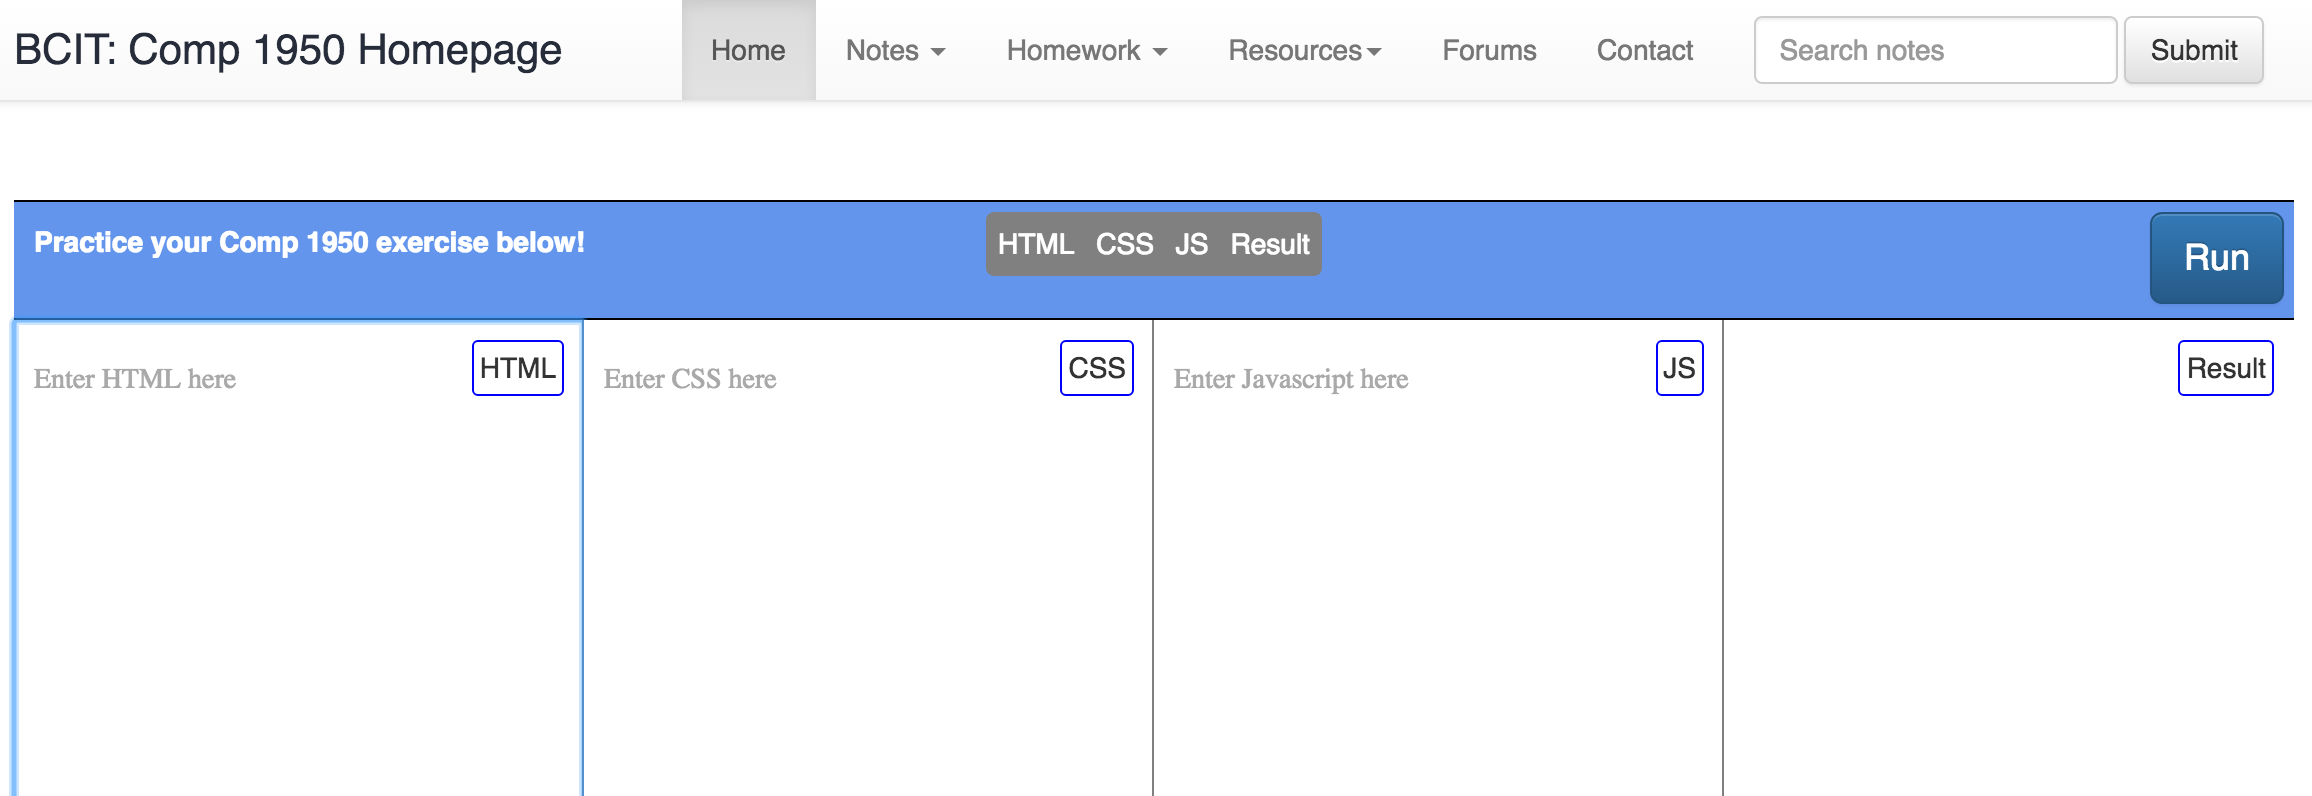 BCIT: Comp 1950 Homepage Home Notes Homework Resources Forums Contact Search notes Submit
Practice your Comp 1950 exercise below! HTML CSS JS Result Run
Enter HTML here HTML Enter CSS here CSS Enter Javascript here JS Result